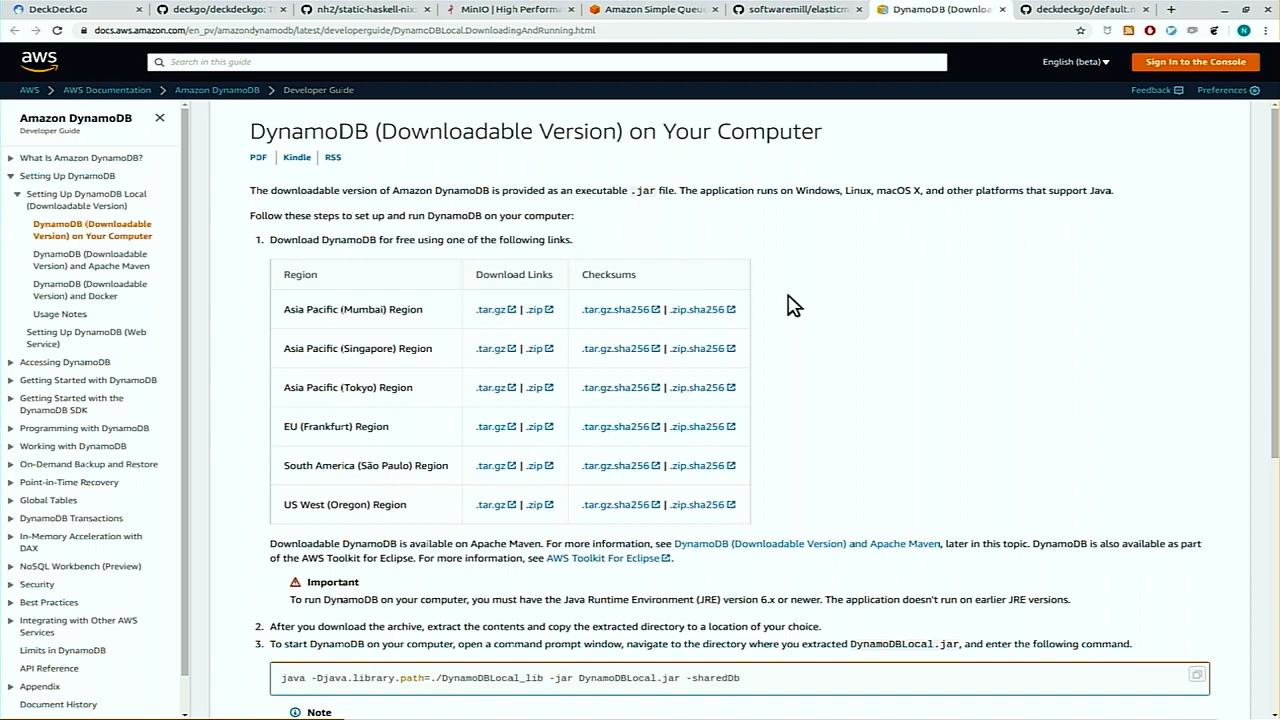 DeckDeckGo
deckgo/deckdeckgo: T
nh2/static-haskell-nix:
MinIO | High Performa
Amazon Simple Queue
softwaremill/elasticm
DynamoDB (Downlo
deckdeckgo/default.n
docs.aws.amazon.com/en_pv/amazondynamodb/latest/developerguide/DynamoDBLocal.DownloadingAndRunning.html
N
aws
Search in this guide
English (beta)
Sign In to the Console
AWS > AWS Documentation > Amazon DynamoDB > Developer Guide
Feedback
Preferences
Amazon DynamoDB
Developer Guide
What Is Amazon DynamoDB?
Setting Up DynamoDB
Setting Up DynamoDB Local
(Downloadable Version)
DynamoDB (Downloadable
Version) on Your Computer
DynamoDB (Downloadable
Version) and Apache Maven
DynamoDB (Downloadable
Version) and Docker
Usage Notes
Setting Up DynamoDB (Web
Service)
Accessing DynamoDB
Getting Started with DynamoDB
Getting Started with the
DynamoDB SDK
Programming with DynamoDB
Working with DynamoDB
On-Demand Backup and Restore
Point-in-Time Recovery
Global Tables
DynamoDB Transactions
In-Memory Acceleration with
DAX
NoSQL Workbench (Preview)
Security
Best Practices
Integrating with Other AWS
Services
Limits in DynamoDB
API Reference
Appendix
Document History
DynamoDB (Downloadable Version) on Your Computer
PDF | Kindle | RSS
The downloadable version of Amazon DynamoDB is provided as an executable .jar file. The application runs on Windows, Linux, macOS X, and other platforms that support Java.
Follow these steps to set up and run DynamoDB on your computer:
1. Download DynamoDB for free using one of the following links.
Region Download Links Checksums
Asia Pacific (Mumbai) Region .tar.gz | .zip .tar.gz.sha256 | .zip.sha256
Asia Pacific (Singapore) Region .tar.gz | .zip .tar.gz.sha256 | .zip.sha256
Asia Pacific (Tokyo) Region .tar.gz | .zip .tar.gz.sha256 | .zip.sha256
EU (Frankfurt) Region .tar.gz | .zip .tar.gz.sha256 | .zip.sha256
South America (São Paulo) Region .tar.gz | .zip .tar.gz.sha256 | .zip.sha256
US West (Oregon) Region .tar.gz | .zip .tar.gz.sha256 | .zip.sha256
Downloadable DynamoDB is available on Apache Maven. For more information, see DynamoDB (Downloadable Version) and Apache Maven, later in this topic. DynamoDB is also available as part
of the AWS Toolkit for Eclipse. For more information, see AWS Toolkit For Eclipse.
Important
To run DynamoDB on your computer, you must have the Java Runtime Environment (JRE) version 6.x or newer. The application doesn't run on earlier JRE versions.
2. After you download the archive, extract the contents and copy the extracted directory to a location of your choice.
3. To start DynamoDB on your computer, open a command prompt window, navigate to the directory where you extracted DynamoDBLocal.jar, and enter the following command.
java -Djava.library.path=./DynamoDBLocal_lib -jar DynamoDBLocal.jar -sharedDb
Note